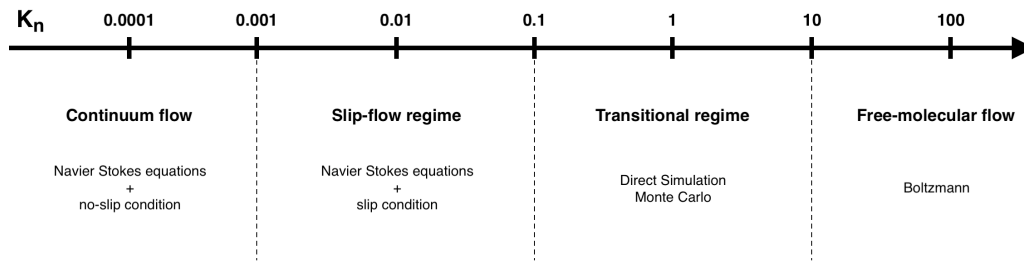 Kn 0.0001 0.001 0.01 0.1 1 10 100
Continuum flow
Slip-flow regime
Transitional regime
Free-molecular flow
Navier Stokes equations
+
no-slip condition
Navier Stokes equations
+
slip condition
Direct Simulation
Monte Carlo
Boltzmann